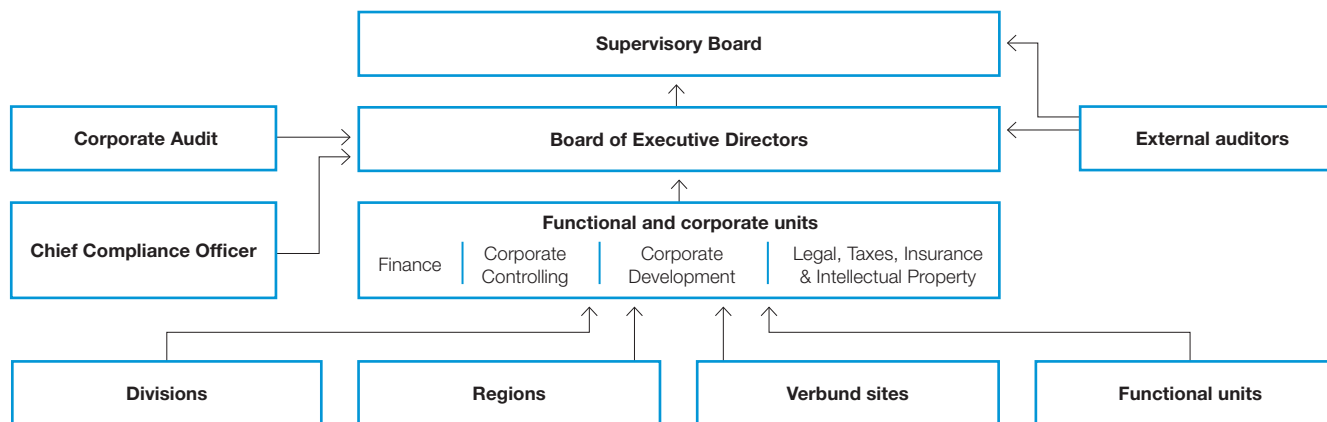 Supervisory Board
Corporate Audit
Board of Executive Directors
External auditors
Chief Compliance Officer
Functional and corporate units
Finance
Corporate
Controlling
Corporate
Development
Legal, Taxes, Insurance
& Intellectual Property
Divisions
Regions
Verbund sites
Functional units